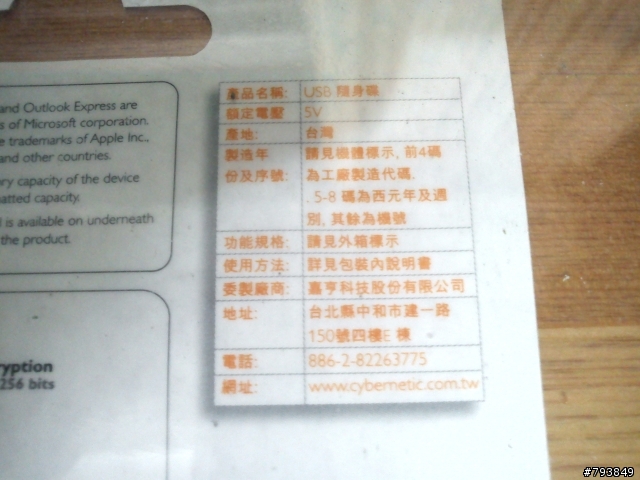 and Outlook Express are
s of Microsoft corporation.
e trademarks of Apple Inc.,
and other countries.
ry capacity of the device
atted capacity.
l is available on underneath
the product.
ryption
256 bits
產品名稱: USB 隨身碟
額定電壓: 5V
產地: 台灣
製造年 請見機體標示, 前4碼
份及序號: 為工廠製造代碼,
. 5-8 碼為西元年及週
別, 其餘為機號
功能規格: 請見外箱標示
使用方法: 詳見包裝內說明書
委製廠商: 嘉亨科技股份有限公司
地址: 台北縣中和市建一路
150號四樓E 棟
電話: 886-2-82263775
網址: www.cybernetic.com.tw
#793849